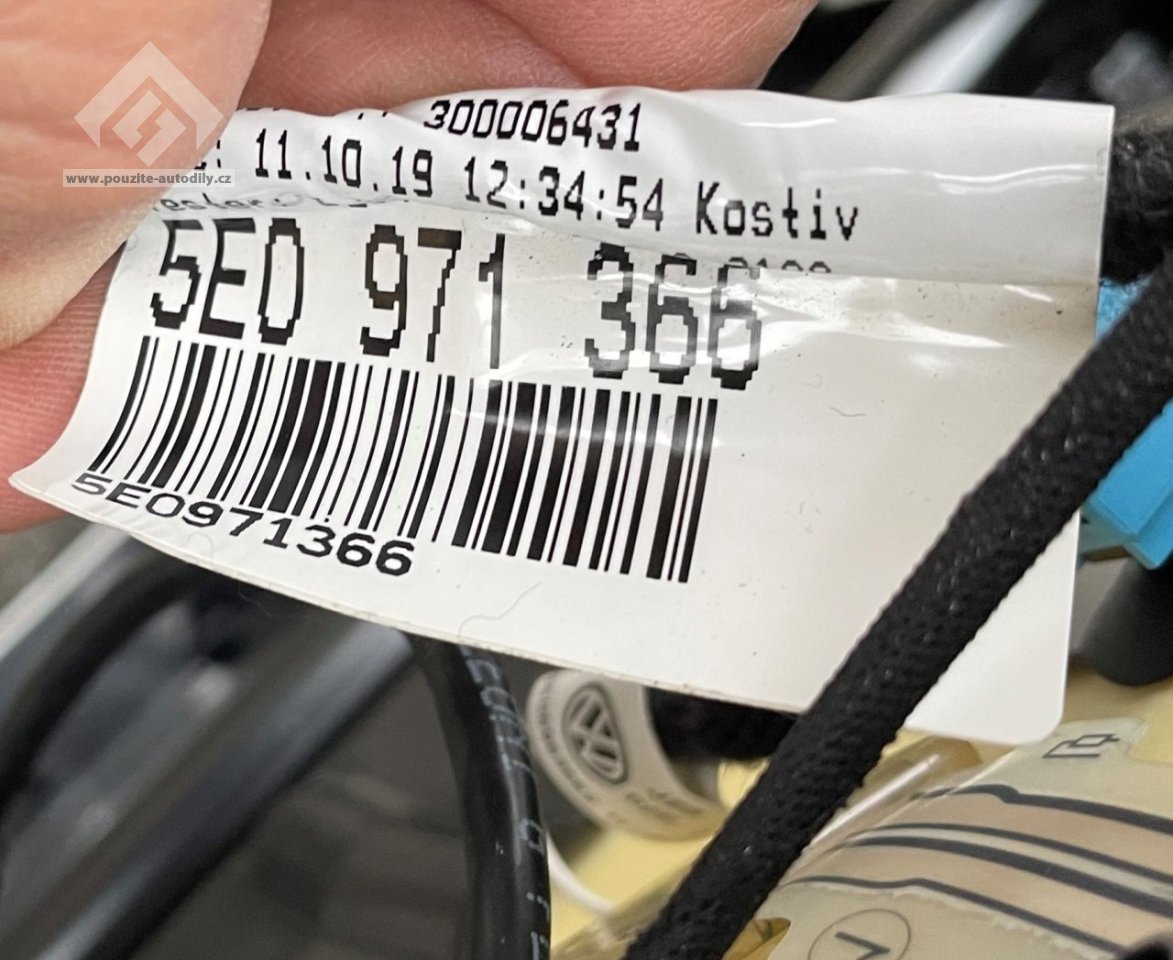 300006431
11.10.19 12:34:54 Kostiv
5E0 971 366
5E0971366
www.pouzite-autodily.cz